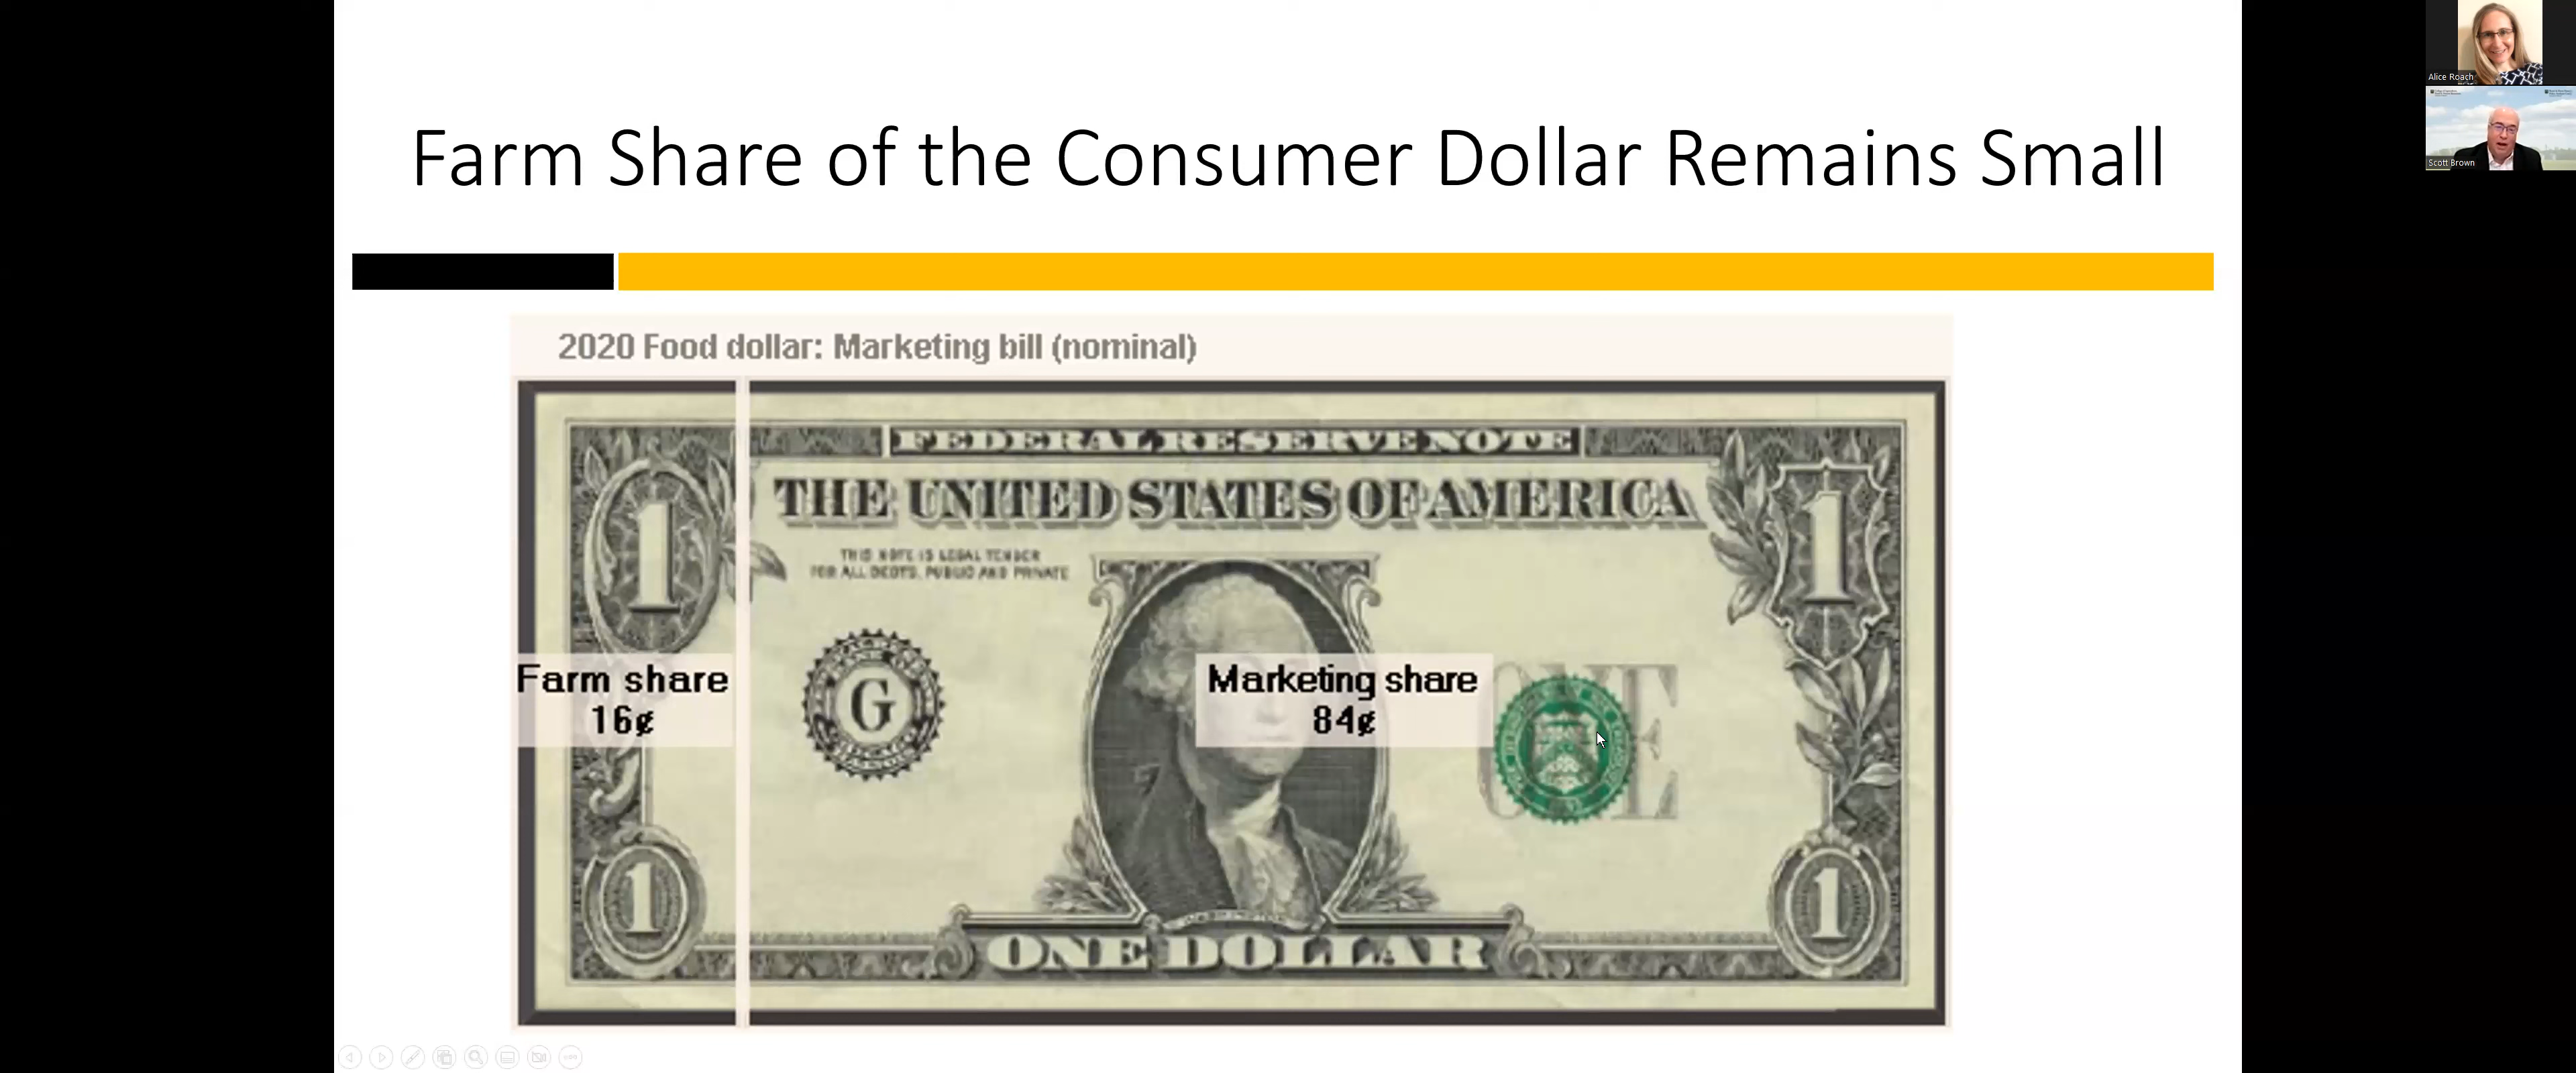 Farm Share of the Consumer Dollar Remains Small
2020 Food dollar: Marketing bill (nominal)
FEDERAL RESERVE NOTE
THE UNITED STATES OF AMERICA
THIS NOTE IS LEGAL TENDER
FOR ALL DEBTS, PUBLIC AND PRIVATE
1
1
G
Farm share
16¢
Marketing share
84¢
ONE
1
1
ONE DOLLAR
Alice Roach
Scott Brown